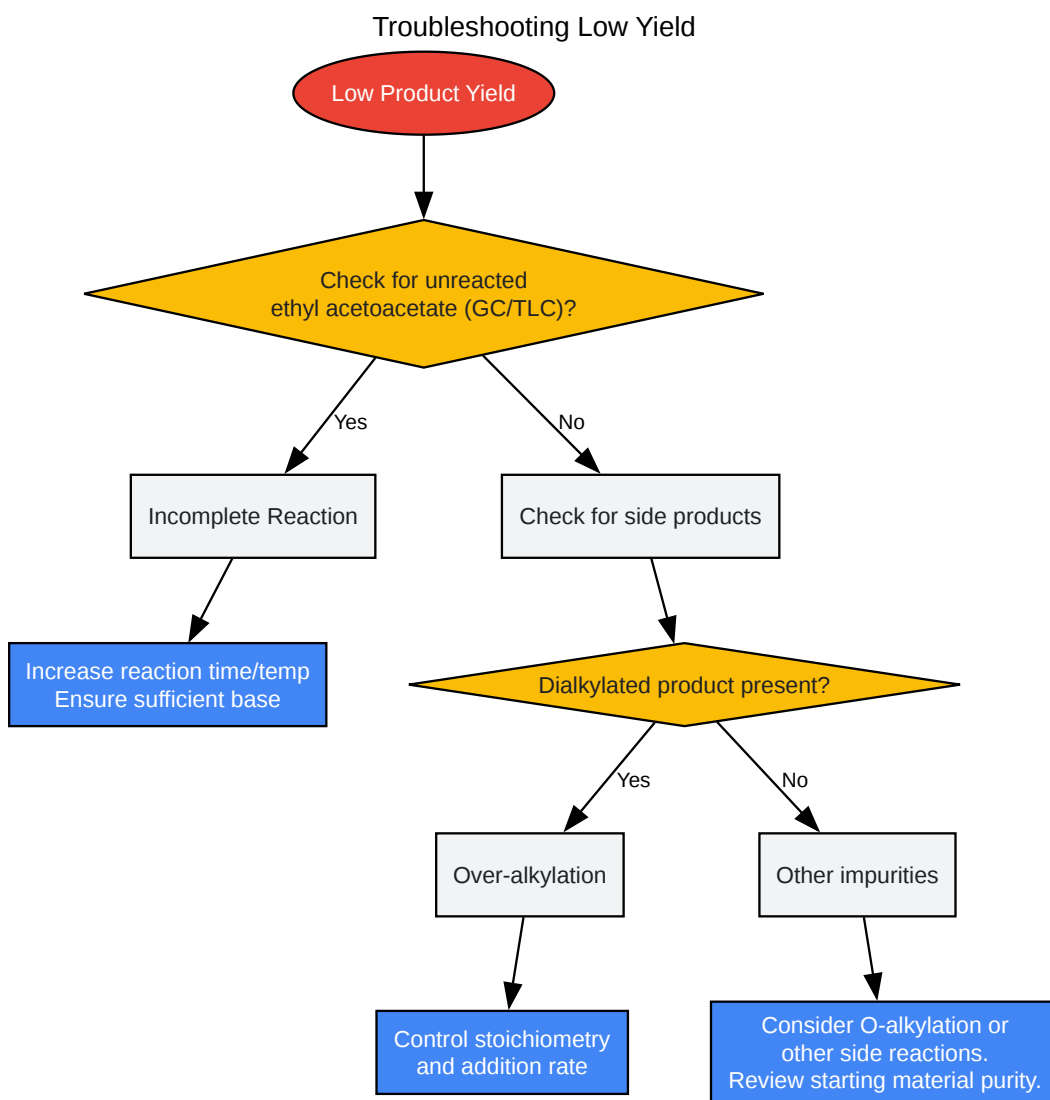 Troubleshooting Low Yield
Low Product Yield
Check for unreacted
ethyl acetoacetate (GC/TLC)?
Yes
No
Incomplete Reaction
Check for side products
Increase reaction time/temp
Ensure sufficient base
Dialkylated product present?
Yes
No
Over-alkylation
Other impurities
Control stoichiometry
and addition rate
Consider O-alkylation or
other side reactions.
Review starting material purity.